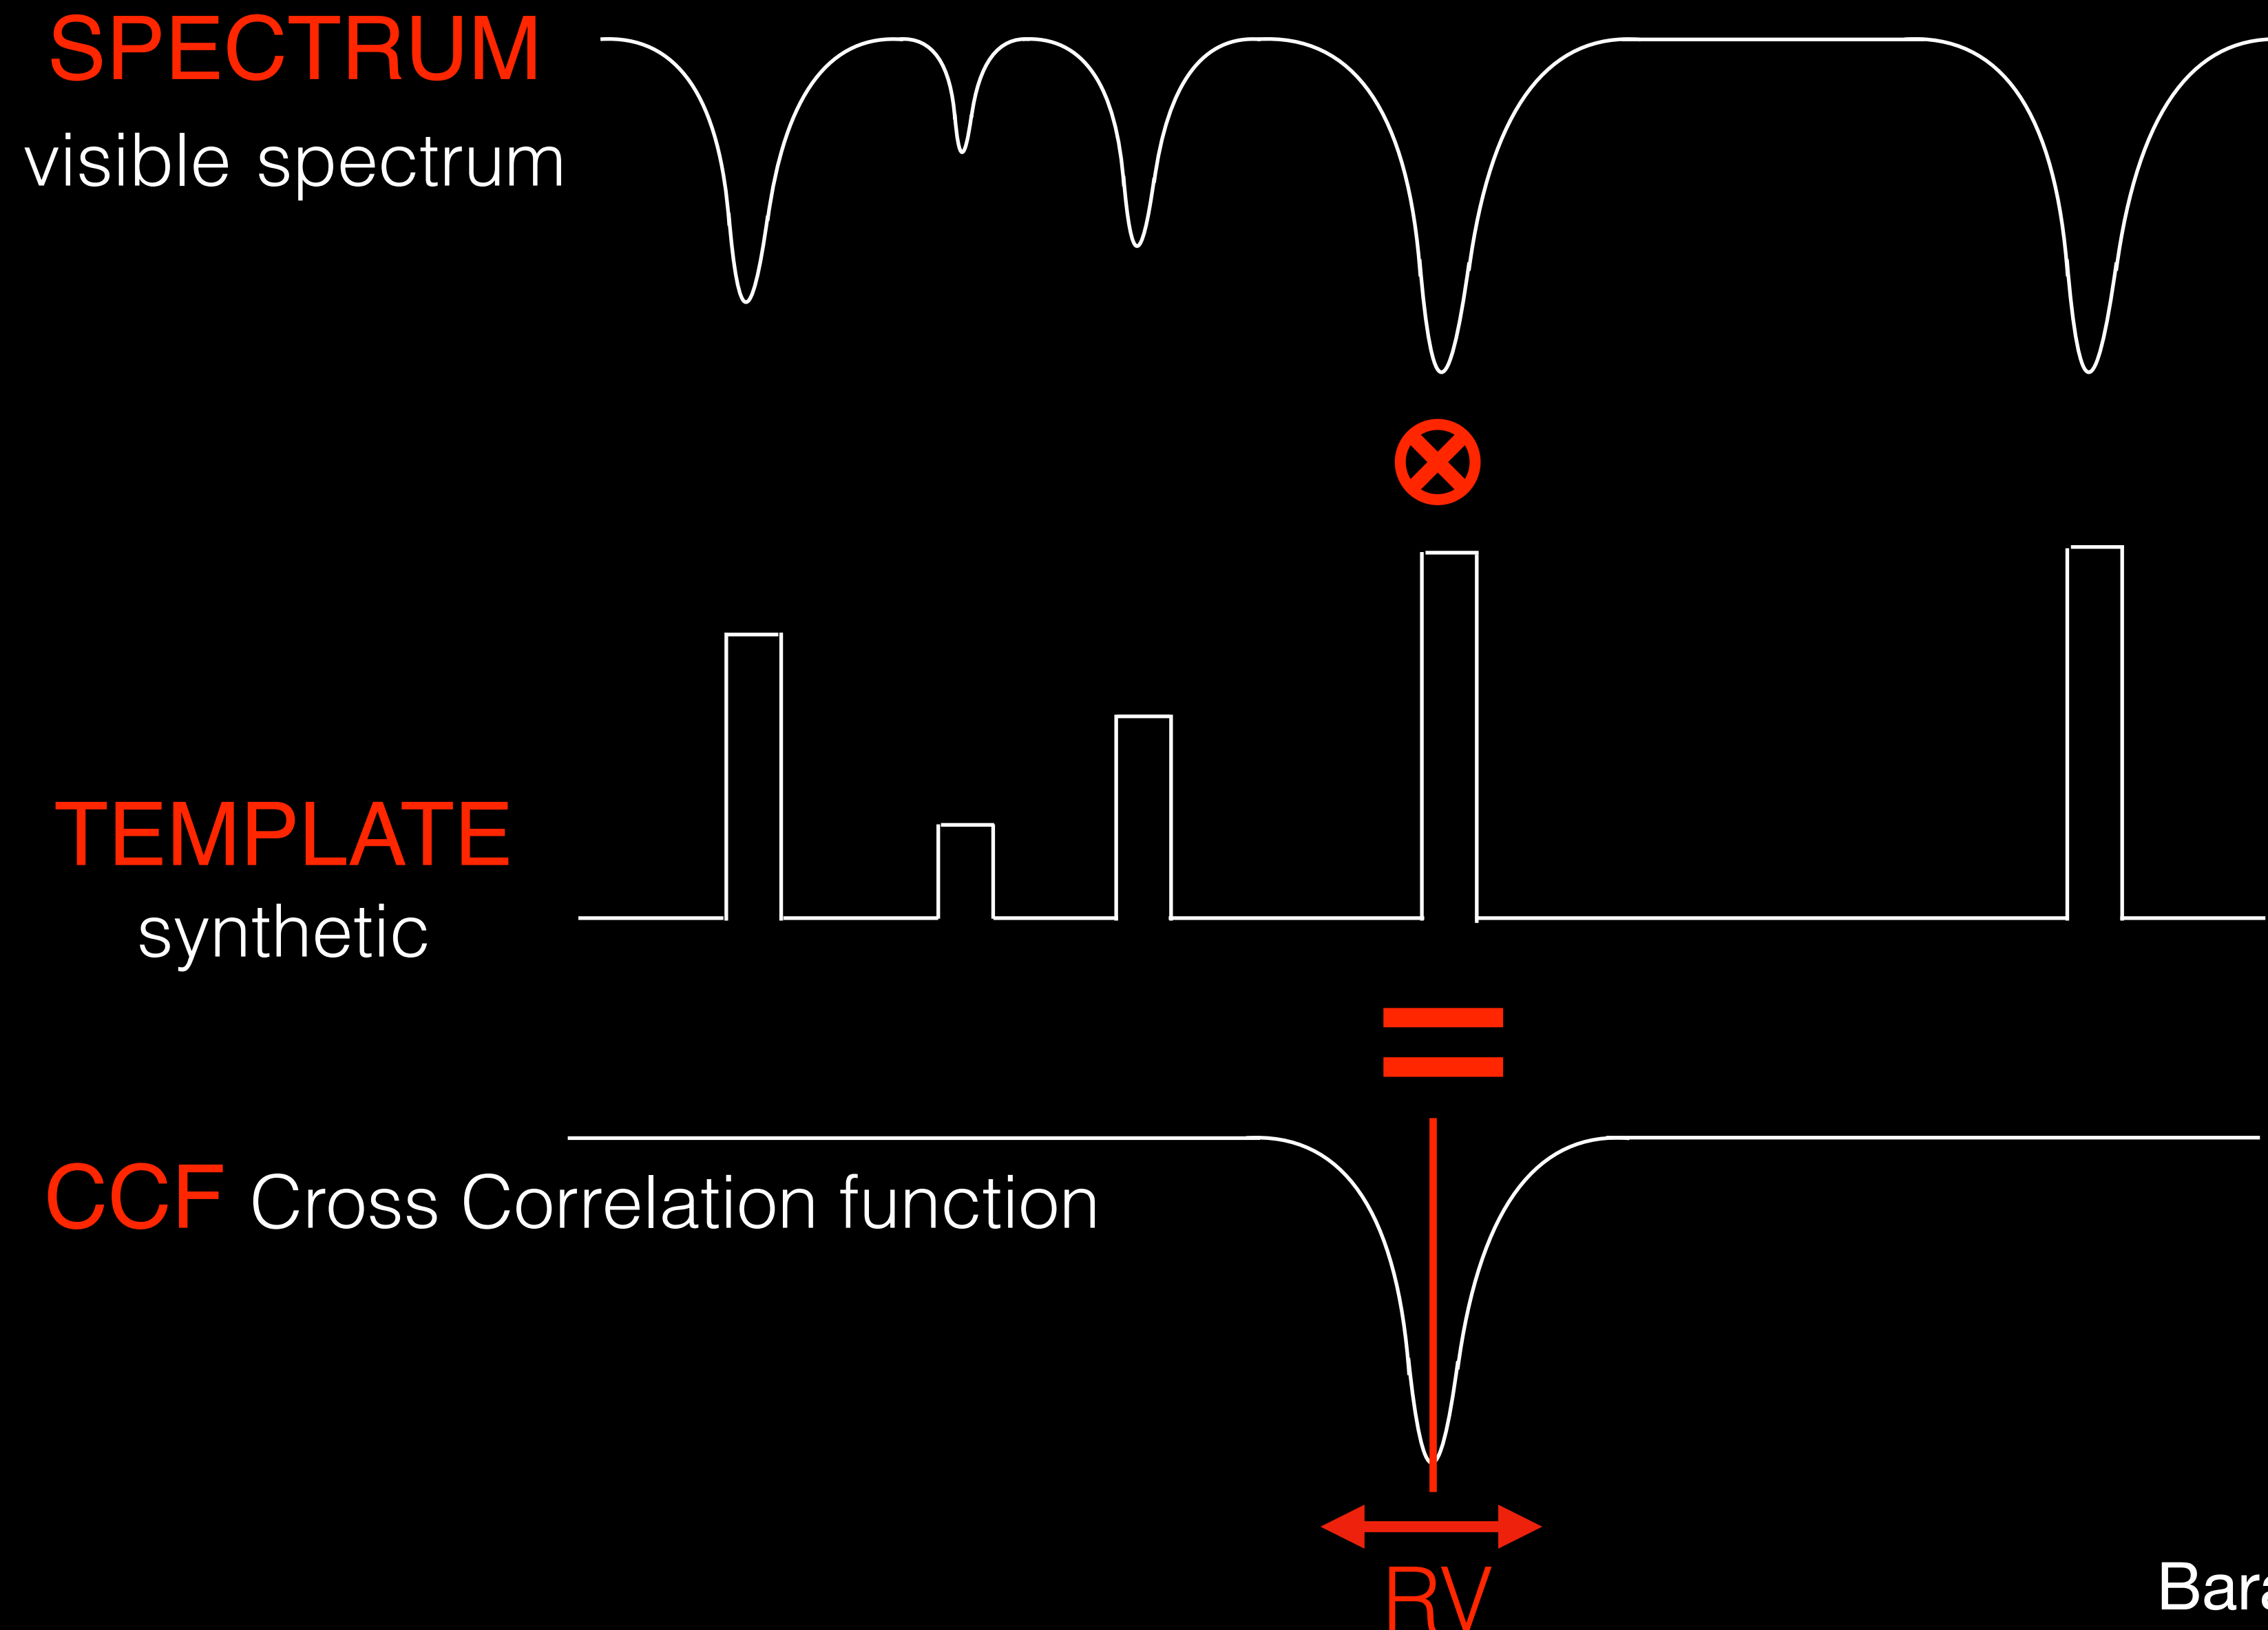 SPECTRUM
visible spectrum
TEMPLATE
synthetic
CCF Cross Correlation function
RV